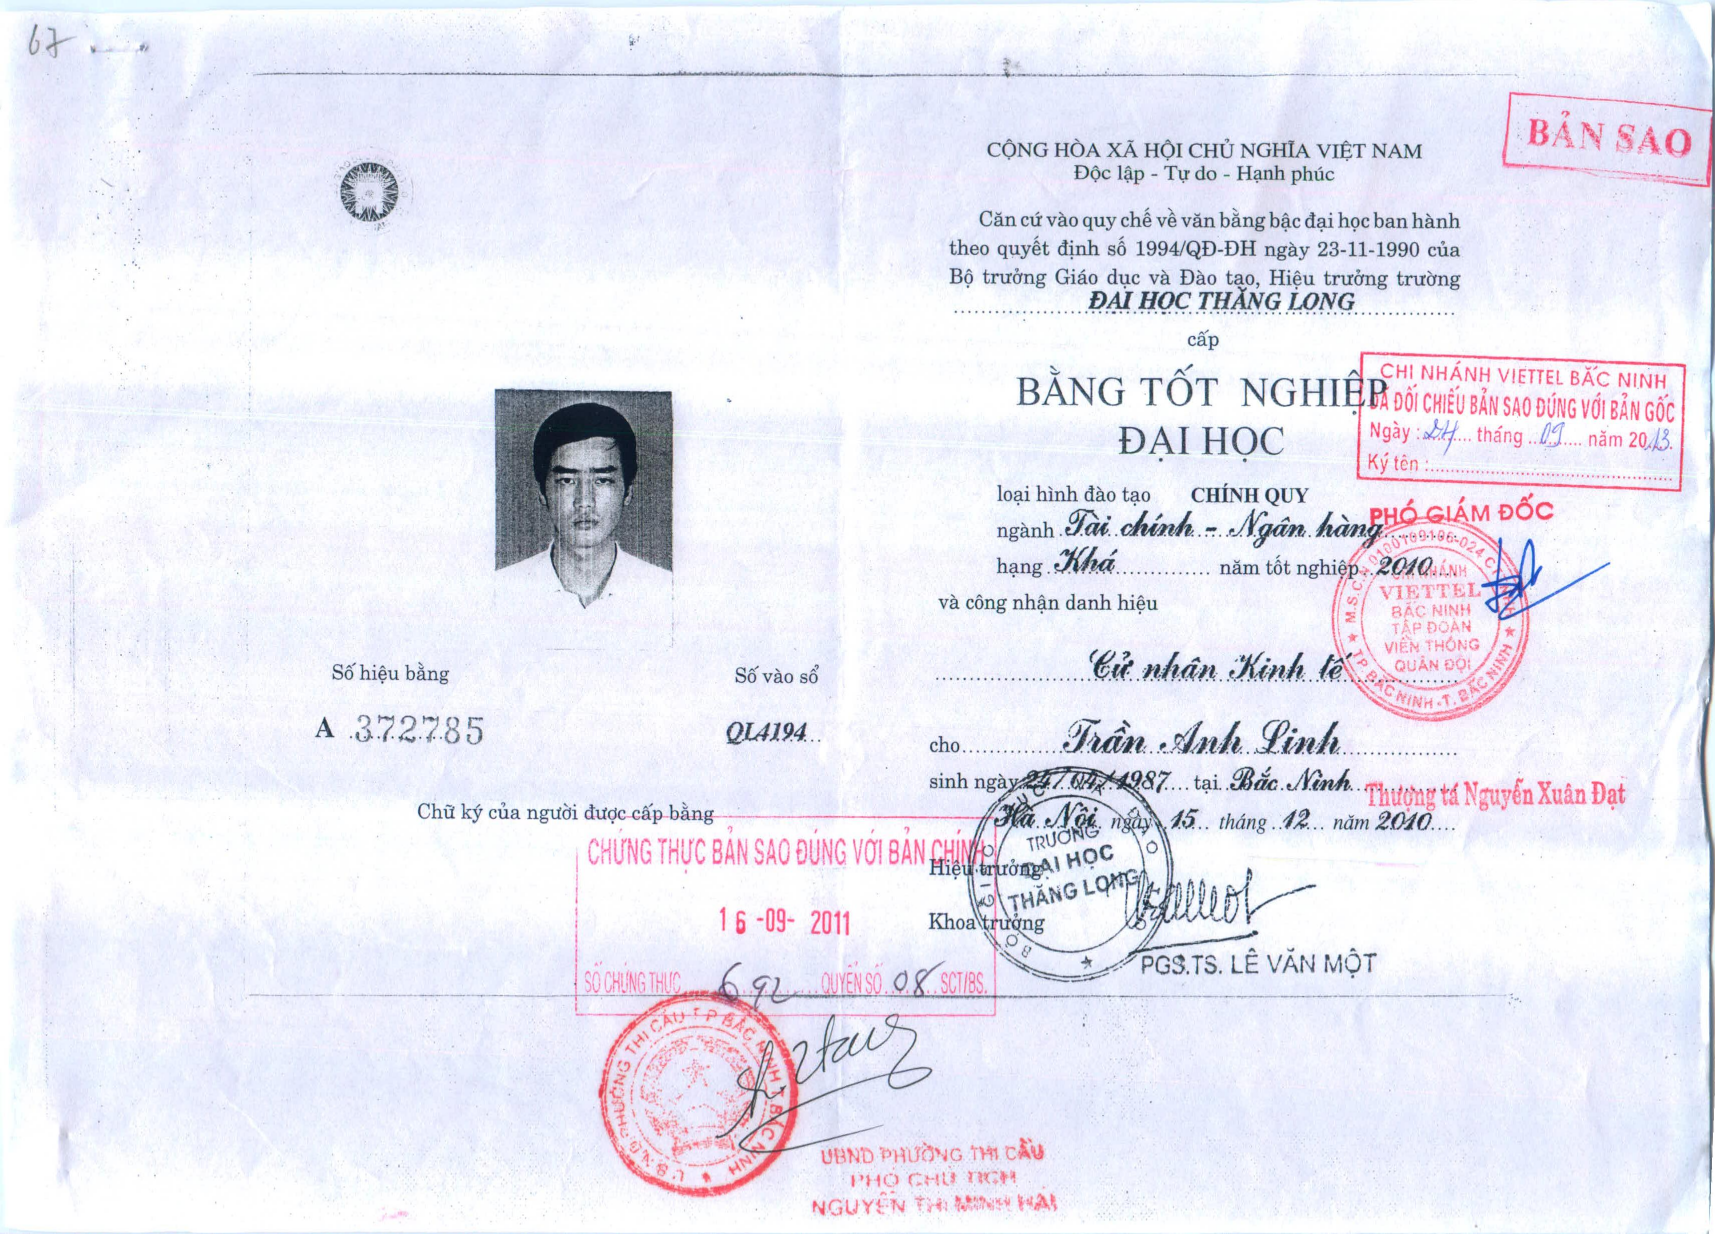 67
BẢN SAO
CỘNG HÒA XÃ HỘI CHỦ NGHĨA VIỆT NAM
Độc lập - Tự do - Hạnh phúc
Căn cứ vào quy chế về văn bằng bậc đại học ban hành
theo quyết định số 1994/QĐ-ĐH ngày 23-11-1990 của
Bộ trưởng Giáo dục và Đào tạo, Hiệu trưởng trường
ĐẠI HỌC THĂNG LONG
cấp
BẰNG TỐT NGHIỆP
ĐẠI HỌC
CHI NHÁNH VIETTEL BẮC NINH
ĐÃ ĐỐI CHIẾU BẢN SAO ĐÚNG VỚI BẢN GỐC
Ngày : 24 tháng 09 năm 2013.
Ký tên :
loại hình đào tạo CHÍNH QUY
ngành Tài chính - Ngân hàng
hạng Khá năm tốt nghiệp 2010
và công nhận danh hiệu
Cử nhân Kinh tế
cho Trần Anh Linh
sinh ngày 24/04/1987 tại Bắc Ninh
Hà Nội ngày 15 tháng 12 năm 2010
Hiệu trưởng
Khoa trưởng
TRƯỜNG
ĐẠI HỌC
THĂNG LONG
PGS.TS. LÊ VĂN MỘT
PHÓ GIÁM ĐỐC
M.S.C.N 0100109106-024
CHI NHÁNH
VIETTEL
BẮC NINH
TẬP ĐOÀN
VIỄN THÔNG
QUÂN ĐỘI
TP BẮC NINH - T. BẮC NINH
Thượng tá Nguyễn Xuân Đạt
Số hiệu bằng
Số vào sổ
A 372785
QL4194
Chữ ký của người được cấp bằng
CHỨNG THỰC BẢN SAO ĐÚNG VỚI BẢN CHÍNH
16 -09- 2011
SỐ CHỨNG THỰC 692 QUYỂN SỐ 08 SCT/BS.
U.B.N.D PHƯỜNG THỊ CẦU T.P BẮC NINH T. BẮC NINH
UBND PHƯỜNG THỊ CẦU
PHÓ CHỦ TỊCH
NGUYỄN THỊ MINH HẢI